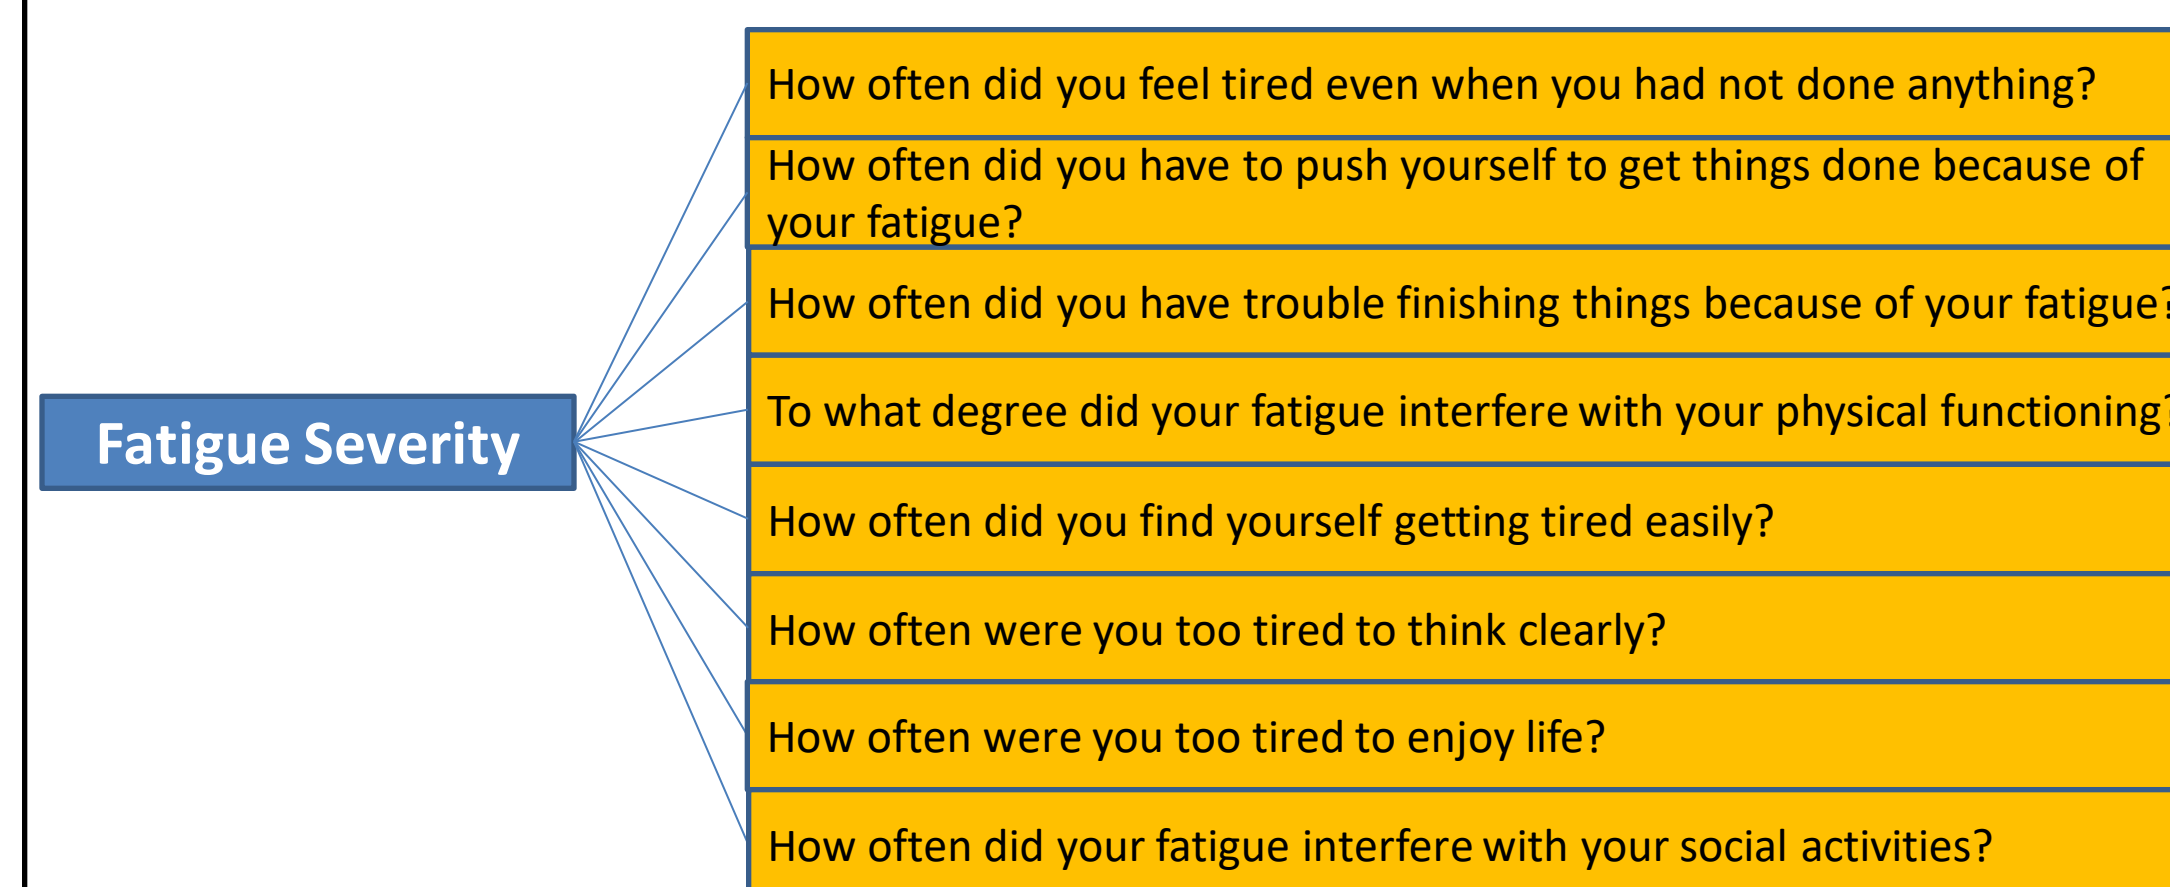 How often did you feel tired even when you had not done anything?
How often did you have to push yourself to get things done because of
your fatigue?
How often did you have trouble finishing things because of your fatigue?
To what degree did your fatigue interfere with your physical functioning?
Fatigue Severity
How often did you find yourself getting tired easily?
How often were you too tired to think clearly?
How often were you too tired to enjoy life?
How often did your fatigue interfere with your social activities?